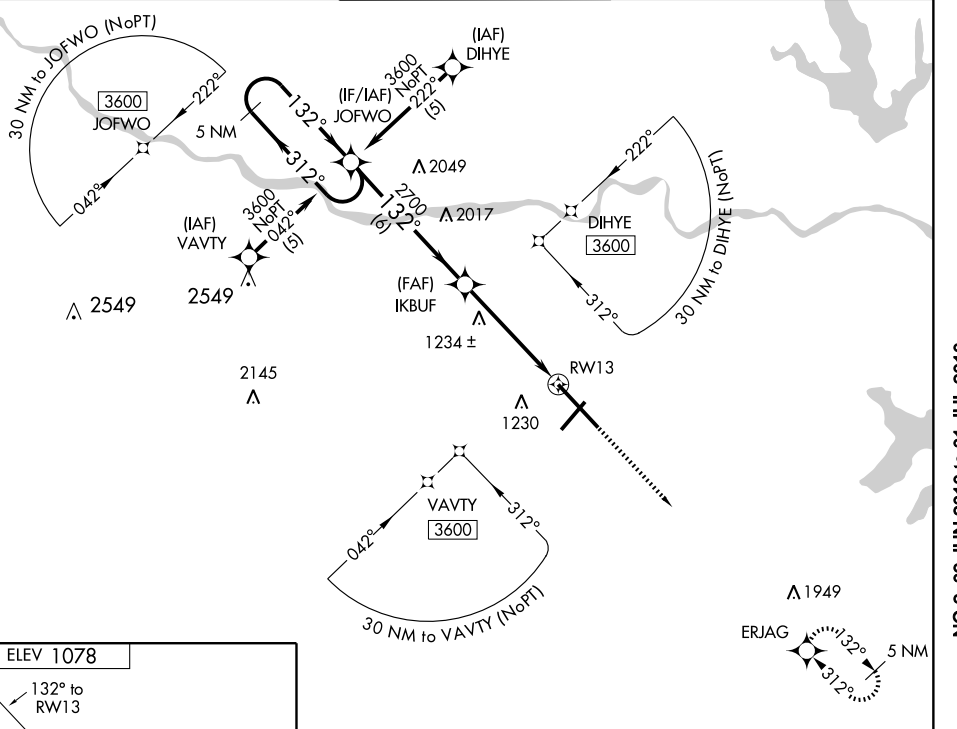 30 NM to JOFWO (NoPT)
222°
3600
JOFWO
042°
5 NM
132°
312°
(IF/IAF)
JOFWO
(IAF)
DIHYE
3600
NoPT
222°
(5)
2049
2700
132°
(6)
2017
(IAF)
VAVTY
3600
NoPT
042°
(5)
2549
2549
222°
DIHYE
3600
312°
30 NM to DIHYE (NoPT)
(FAF)
IKBUF
1234 ±
2145
RW13
1230
VAVTY
3600
042°
312°
30 NM to VAVTY (NoPT)
1949
ERJAG
132°
312°
5 NM
ELEV 1078
132° to
RW13